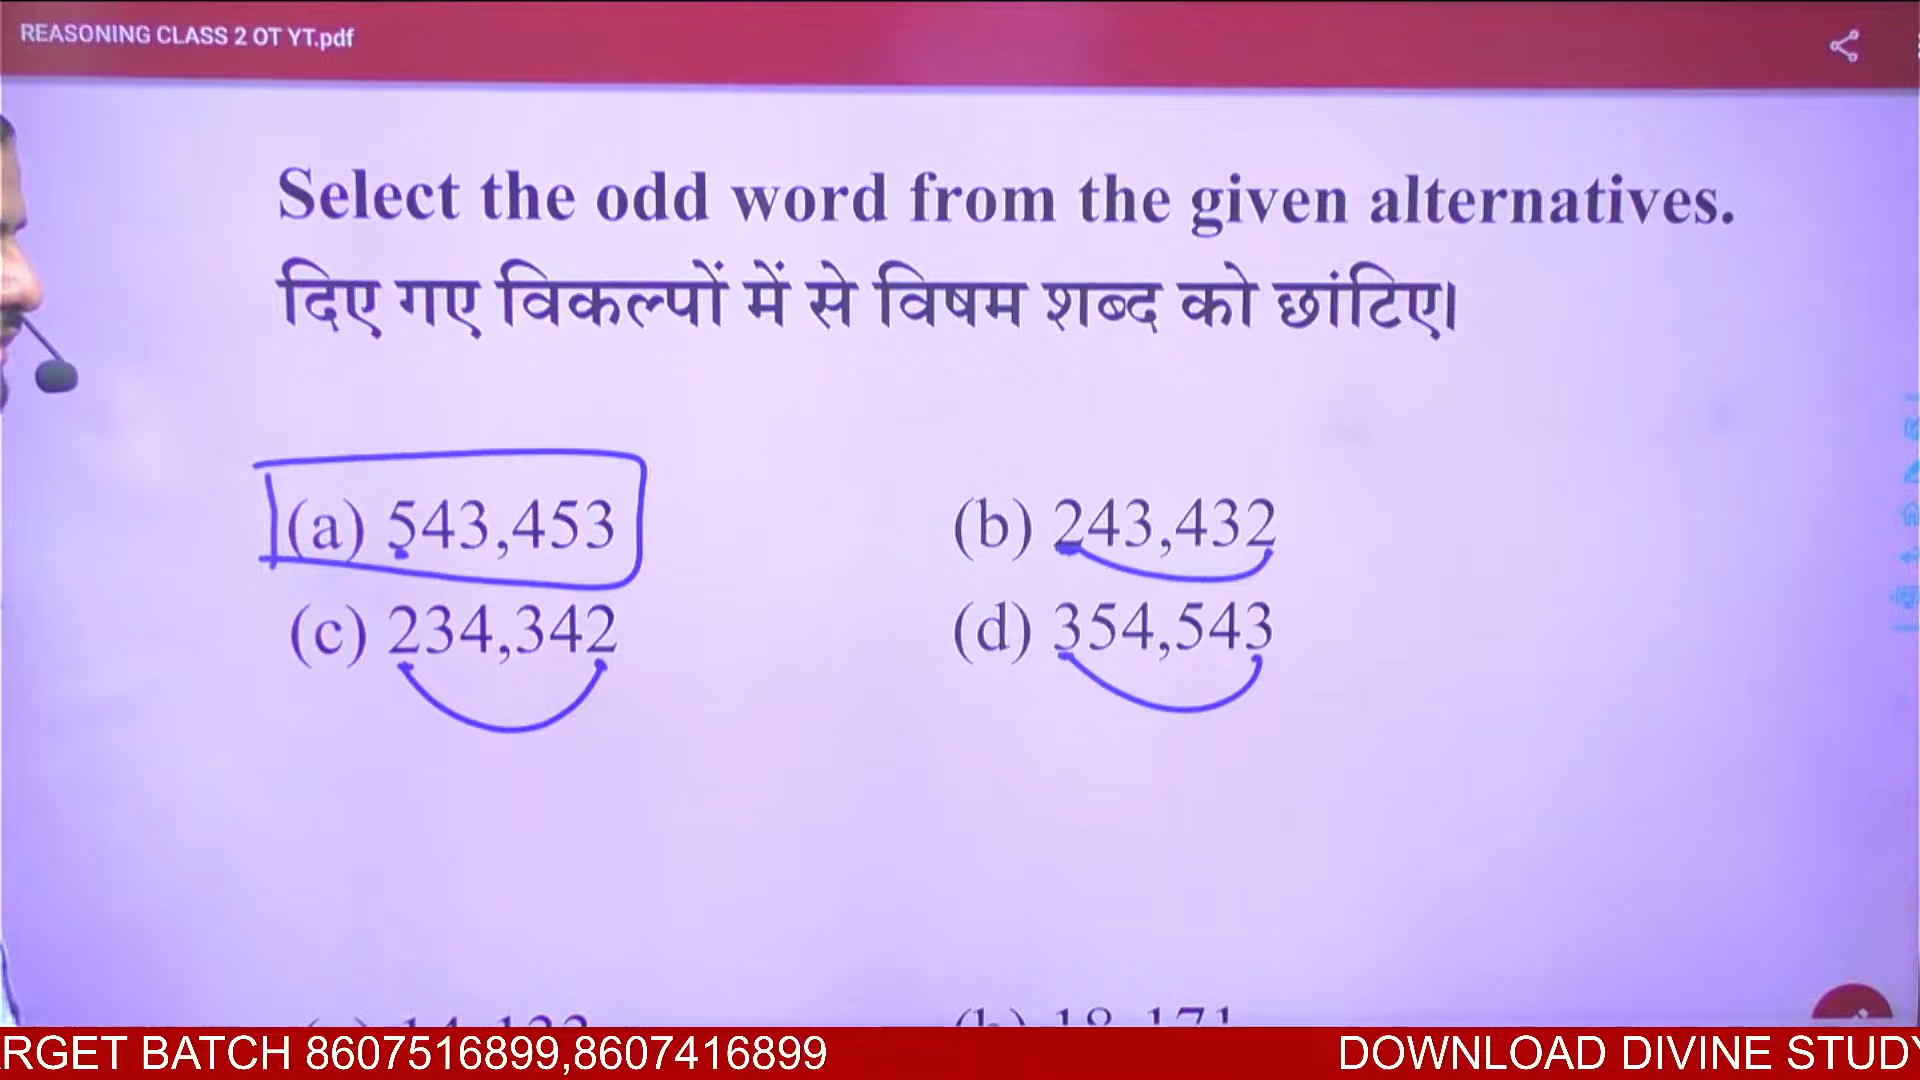 REASONING CLASS 2 OT YT.pdf
Select the odd word from the given alternatives.
दिए गए विकल्पों में से विषम शब्द को छांटिए।
(a) 543,453
(b) 243,432
(c) 234,342
(d) 354,543
RGET BATCH 8607516899,8607416899
DOWNLOAD DIVINE STUDY